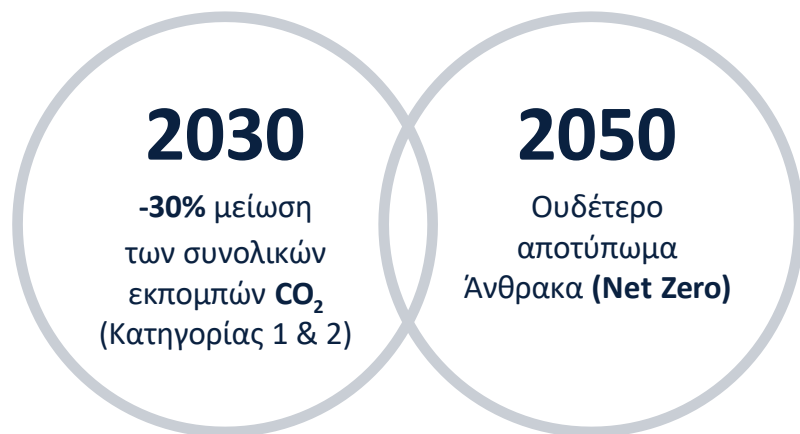 2030
-30% μείωση
των συνολικών
εκπομπών CO₂
(Κατηγορίας 1 & 2)
2050
Ουδέτερο
αποτύπωμα
Άνθρακα (Net Zero)